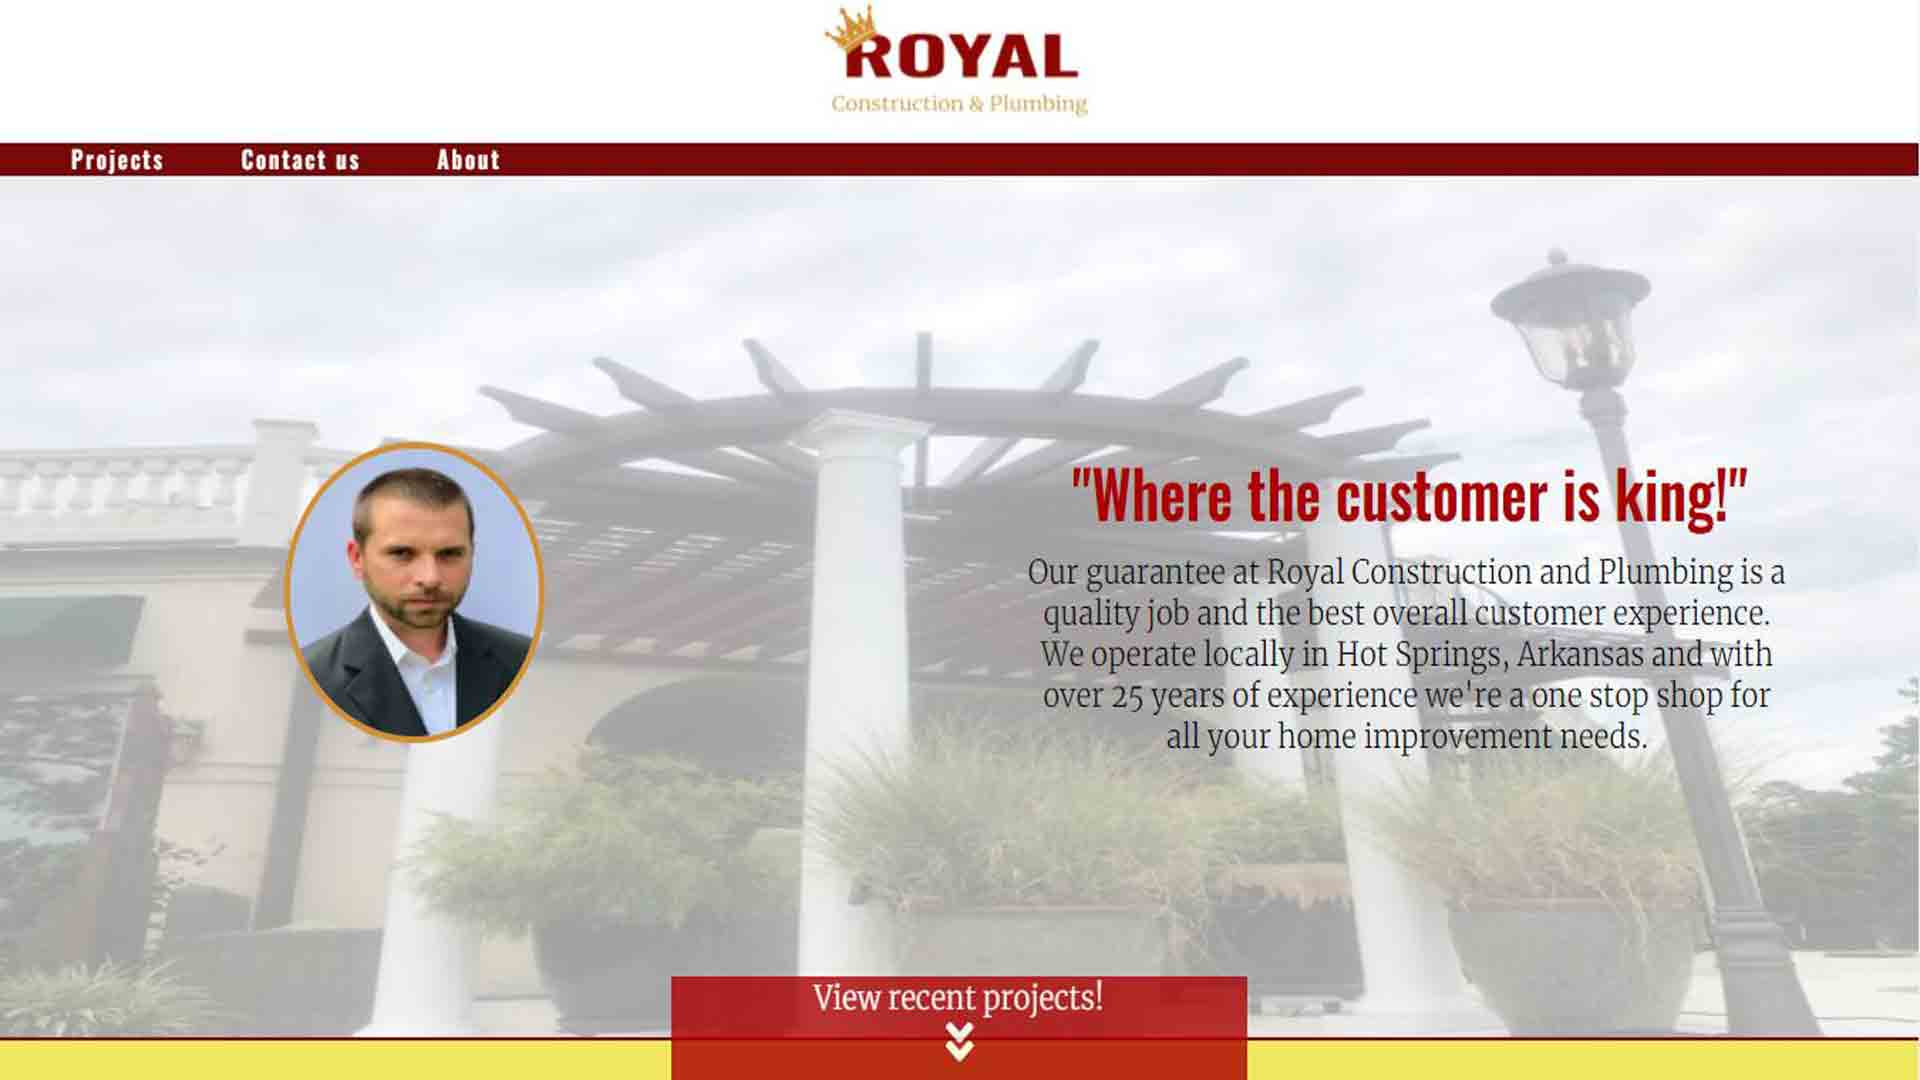 ROYAL
Construction & Plumbing
Projects Contact us About
"Where the customer is king!"
Our guarantee at Royal Construction and Plumbing is a
quality job and the best overall customer experience.
We operate locally in Hot Springs, Arkansas and with
over 25 years of experience we're a one stop shop for
all your home improvement needs.
View recent projects!